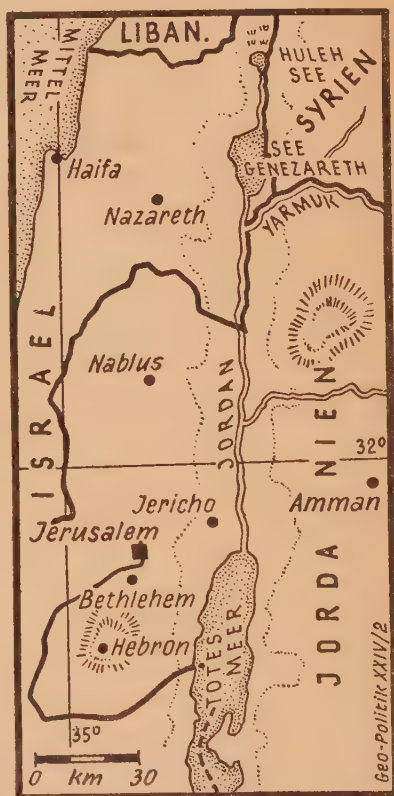 LIBAN.
MITTEL-
MEER
HULEH
SEE
SYRIEN
SEE
GENEZARETH
Haifa
Nazareth
YARMUK
ISRAEL
Nablus
JORDAN
JORDANIEN
32°
Amman
Jericho
Jerusalem
Bethlehem
Hebron
TOTES
MEER
35°
0 km 30
Geo-Politik XXIV/2